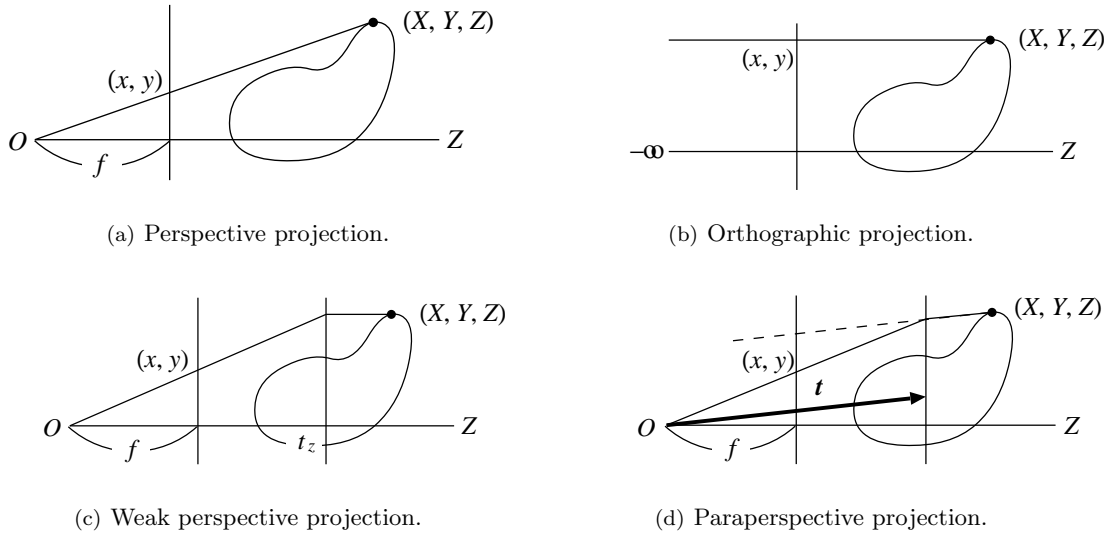 (X, Y, Z)
(x, y)
O
Z
f
(a) Perspective projection.
(X, Y, Z)
(x, y)
−∞
Z
(b) Orthographic projection.
(X, Y, Z)
(x, y)
O
Z
f
t_z
(c) Weak perspective projection.
(X, Y, Z)
(x, y)
t
O
Z
f
(d) Paraperspective projection.